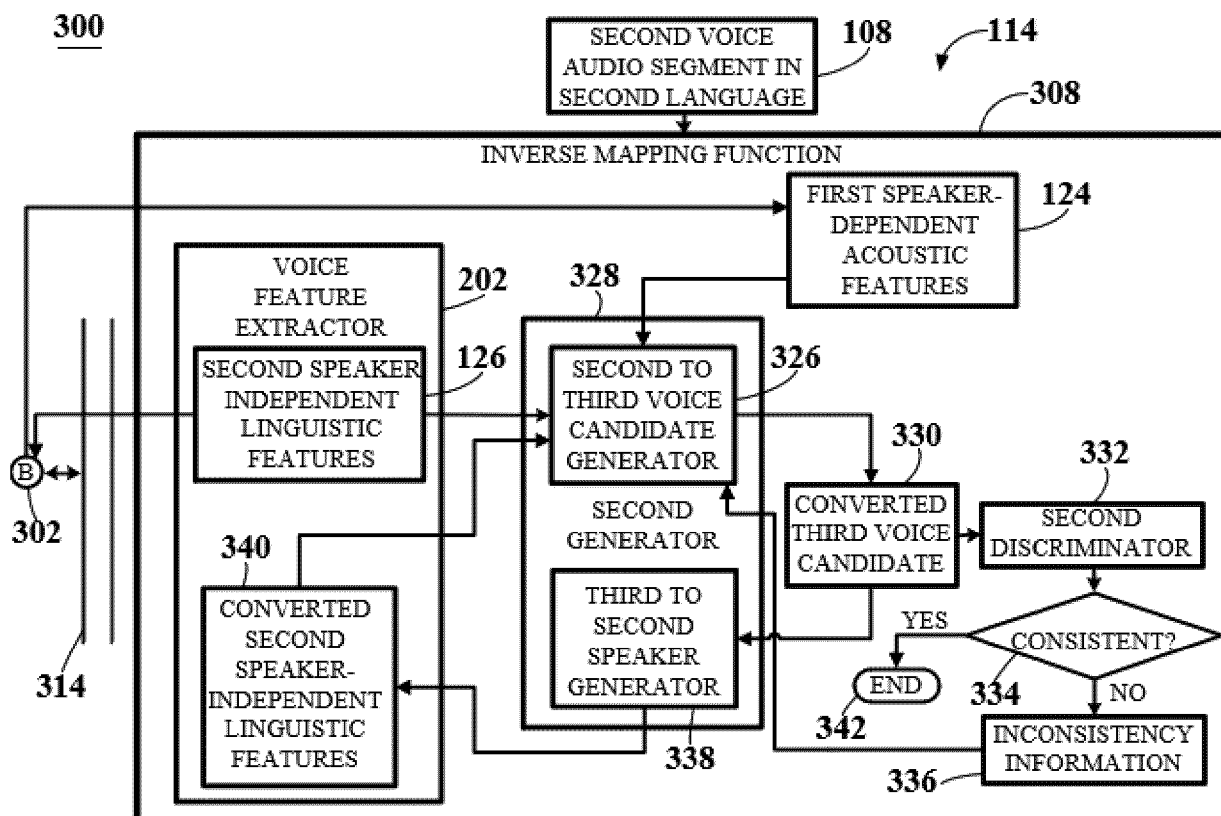 300
SECOND VOICE
AUDIO SEGMENT IN
SECOND LANGUAGE
108
114
308
INVERSE MAPPING FUNCTION
FIRST SPEAKER-
DEPENDENT
ACOUSTIC
FEATURES
124
VOICE
FEATURE
EXTRACTOR
202
328
SECOND SPEAKER
INDEPENDENT
LINGUISTIC
FEATURES
126
SECOND TO
THIRD VOICE
CANDIDATE
GENERATOR
326
B
302
SECOND
GENERATOR
330
CONVERTED
THIRD VOICE
CANDIDATE
332
SECOND
DISCRIMINATOR
340
CONVERTED
SECOND
SPEAKER-
INDEPENDENT
LINGUISTIC
FEATURES
THIRD TO
SECOND
SPEAKER
GENERATOR
338
YES
CONSISTENT?
334
NO
END
342
INCONSISTENCY
INFORMATION
336
314